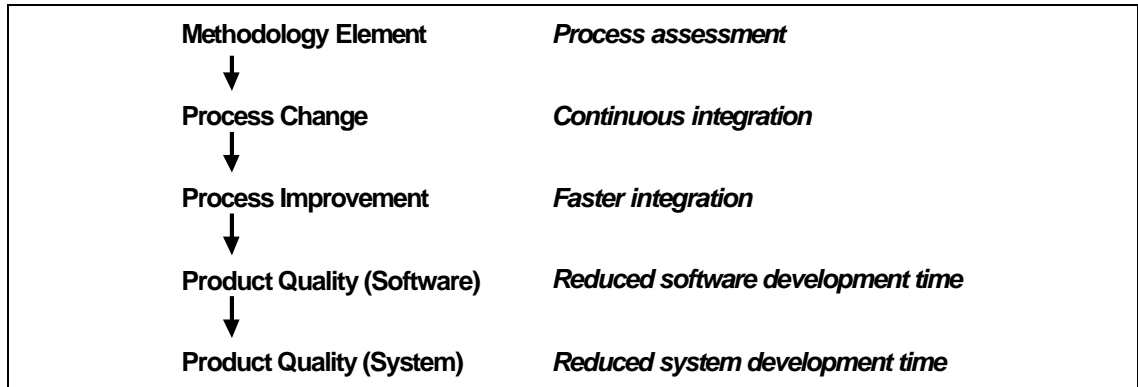 Methodology Element Process assessment
Process Change Continuous integration
Process Improvement Faster integration
Product Quality (Software) Reduced software development time
Product Quality (System) Reduced system development time